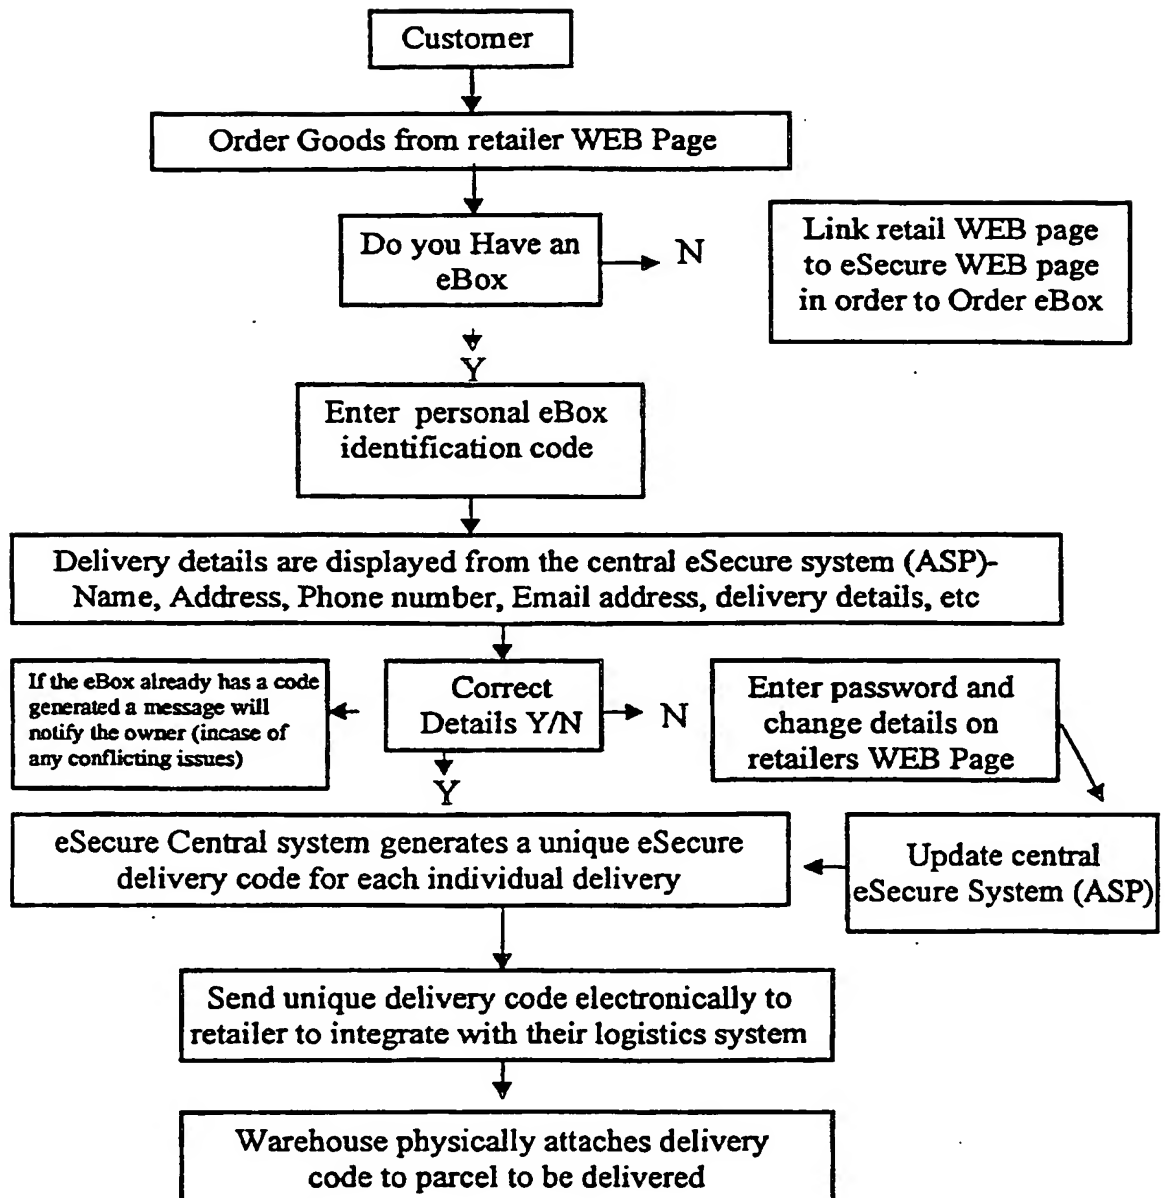 Customer
Order Goods from retailer WEB Page
Do you Have an
eBox
N
Link retail WEB page
to eSecure WEB page
in order to Order eBox
Y
Enter personal eBox
identification code
Delivery details are displayed from the central eSecure system (ASP)-
Name, Address, Phone number, Email address, delivery details, etc
If the eBox already has a code
generated a message will
notify the owner (incase of
any conflicting issues)
Correct
Details Y/N
N
Enter password and
change details on
retailers WEB Page
Y
eSecure Central system generates a unique eSecure
delivery code for each individual delivery
Update central
eSecure System (ASP)
Send unique delivery code electronically to
retailer to integrate with their logistics system
Warehouse physically attaches delivery
code to parcel to be delivered